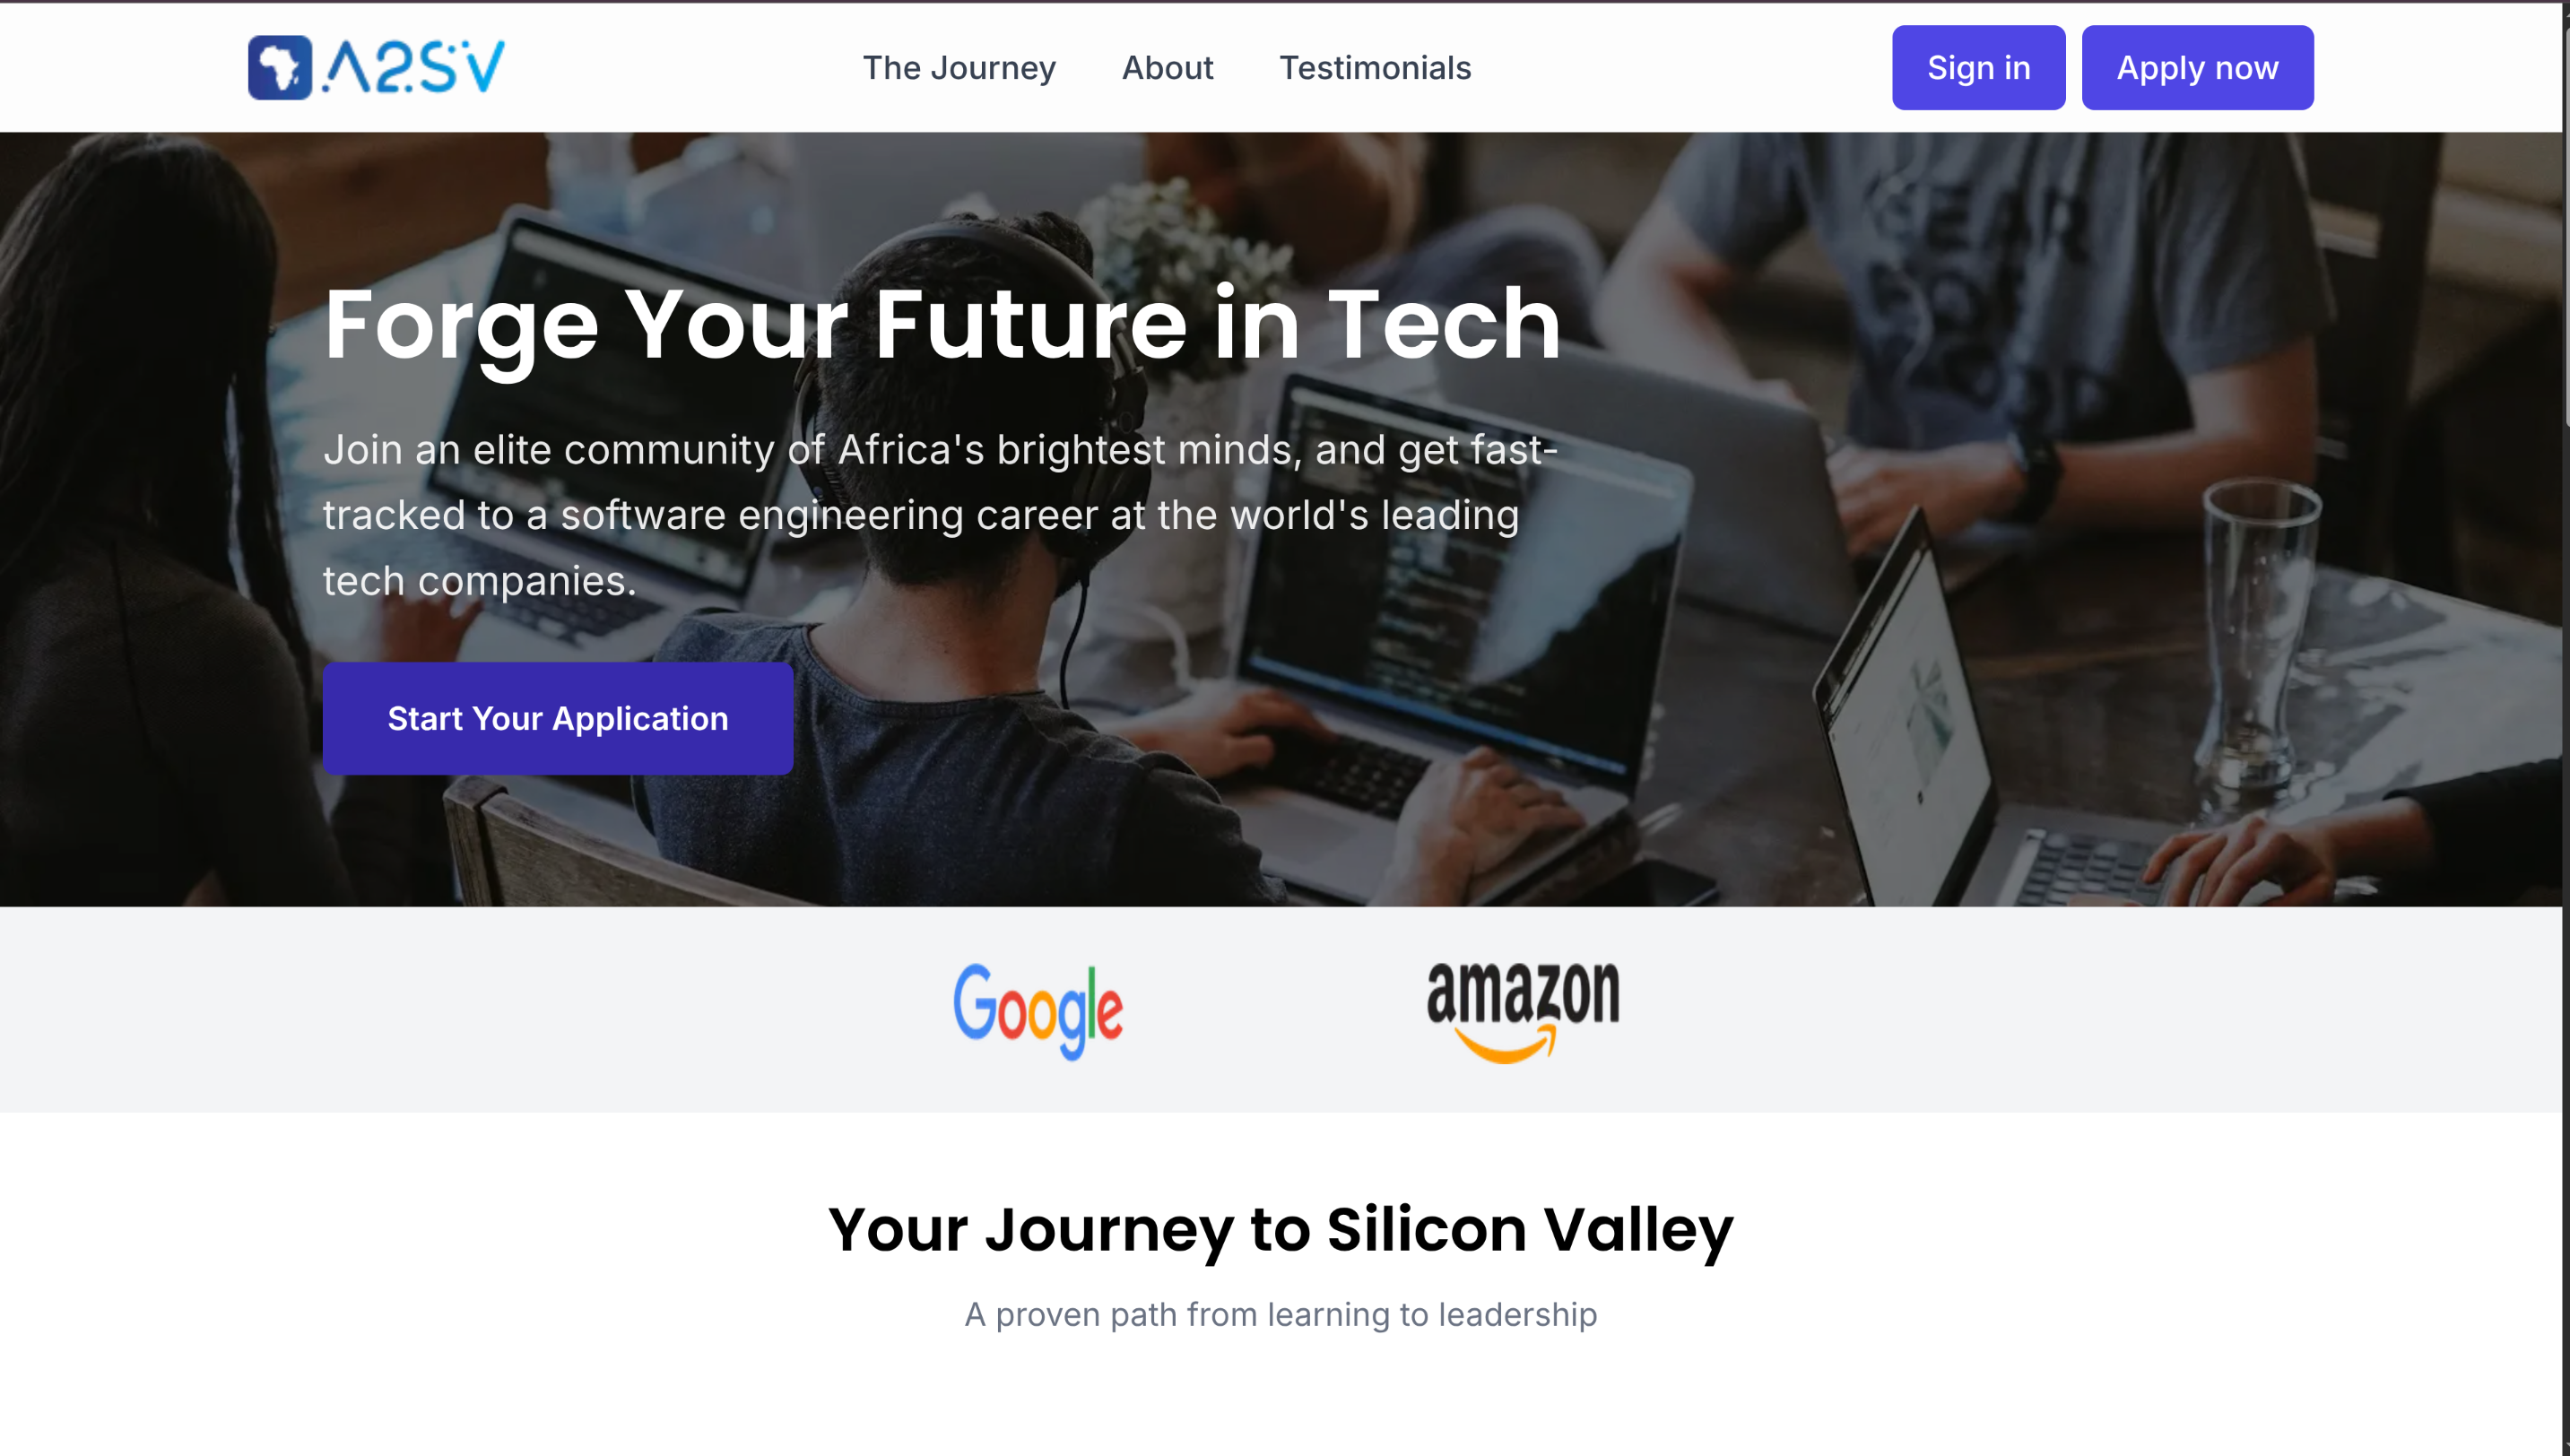 A2SV
The Journey
About
Testimonials
Sign in
Apply now
Forge Your Future in Tech
Join an elite community of Africa's brightest minds, and get fast-
tracked to a software engineering career at the world's leading
tech companies.
Start Your Application
Google
amazon
Your Journey to Silicon Valley
A proven path from learning to leadership